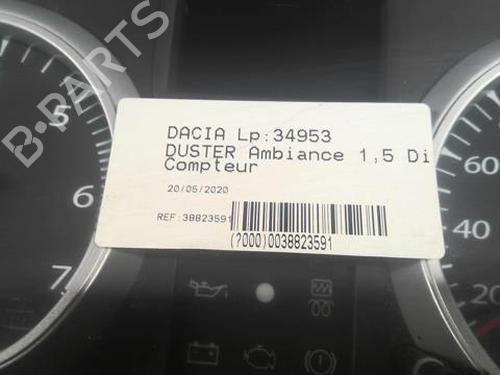 B-PARTS
DACIA Lp:34953
DUSTER Ambiance 1,5 Di
Compteur
20/05/2020
REF:38823591
(?000)0038823591
5
6
7
80
60
40
20